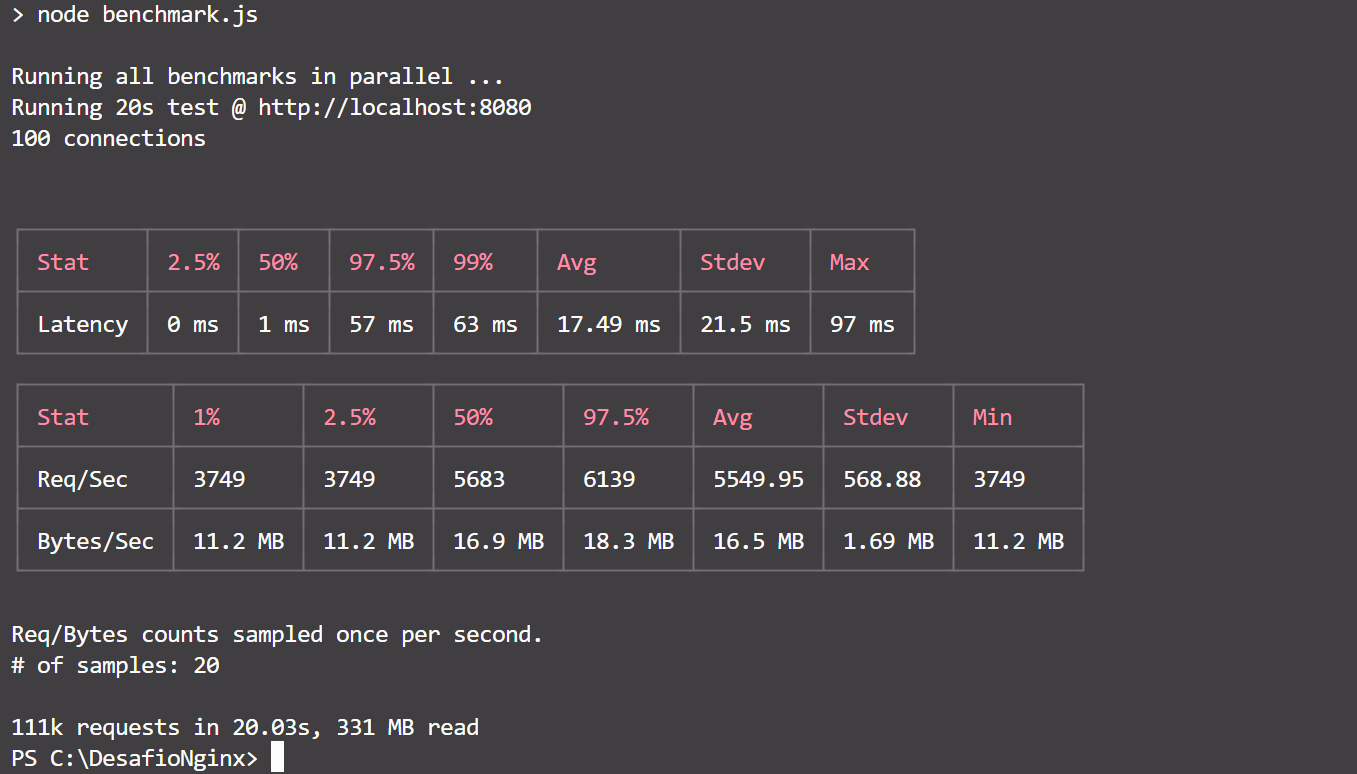 > node benchmark.js
Running all benchmarks in parallel ...
Running 20s test @ http://localhost:8080
100 connections
Stat 2.5% 50% 97.5% 99% Avg Stdev Max
Latency 0 ms 1 ms 57 ms 63 ms 17.49 ms 21.5 ms 97 ms
Stat 1% 2.5% 50% 97.5% Avg Stdev Min
Req/Sec 3749 3749 5683 6139 5549.95 568.88 3749
Bytes/Sec 11.2 MB 11.2 MB 16.9 MB 18.3 MB 16.5 MB 1.69 MB 11.2 MB
Req/Bytes counts sampled once per second.
# of samples: 20
111k requests in 20.03s, 331 MB read
PS C:\DesafioNginx>